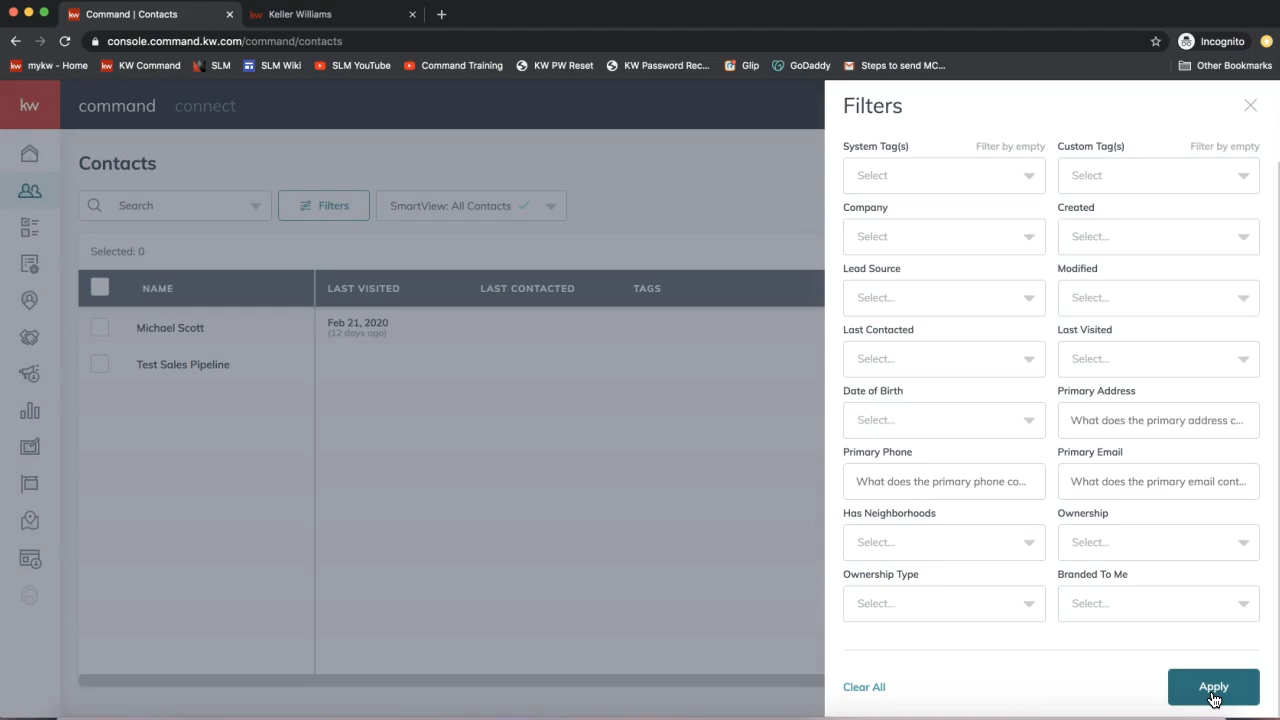 kw Command | Contacts
kw Keller Williams
console.command.kw.com/command/contacts
Incognito
kw mykw - Home
kw KW Command
SLM
SLM Wiki
SLM YouTube
Command Training
KW PW Reset
KW Password Rec...
Glip
GoDaddy
Steps to send MC...
Other Bookmarks
kw
command connect
Filters
Contacts
System Tag(s) Filter by empty Custom Tag(s) Filter by empty
Select Select
Search
Filters
SmartView: All Contacts
Company Created
Select Select...
Selected: 0
Lead Source Modified
NAME LAST VISITED LAST CONTACTED TAGS
Select... Select...
Michael Scott Feb 21, 2020
(12 days ago)
Last Contacted Last Visited
Select... Select...
Test Sales Pipeline
Date of Birth Primary Address
Select... What does the primary address c...
Primary Phone Primary Email
What does the primary phone co... What does the primary email cont...
Has Neighborhoods Ownership
Select... Select...
Ownership Type Branded To Me
Select... Select...
Clear All Apply